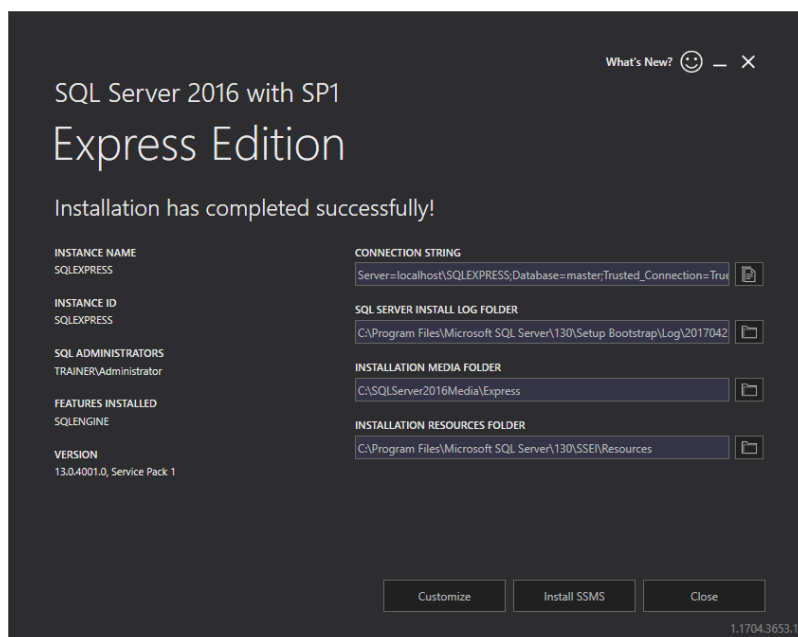 What's New?
SQL Server 2016 with SP1
Express Edition
Installation has completed successfully!
INSTANCE NAME
SQLEXPRESS
INSTANCE ID
SQLEXPRESS
SQL ADMINISTRATORS
TRAINER\Administrator
FEATURES INSTALLED
SQLENGINE
VERSION
13.0.4001.0, Service Pack 1
CONNECTION STRING
Server=localhost\SQLEXPRESS;Database=master;Trusted_Connection=True
SQL SERVER INSTALL LOG FOLDER
C:\Program Files\Microsoft SQL Server\130\Setup Bootstrap\Log\2017042
INSTALLATION MEDIA FOLDER
C:\SQLServer2016Media\Express
INSTALLATION RESOURCES FOLDER
C:\Program Files\Microsoft SQL Server\130\SSEI\Resources
Customize
Install SSMS
Close
1.1704.3653.1